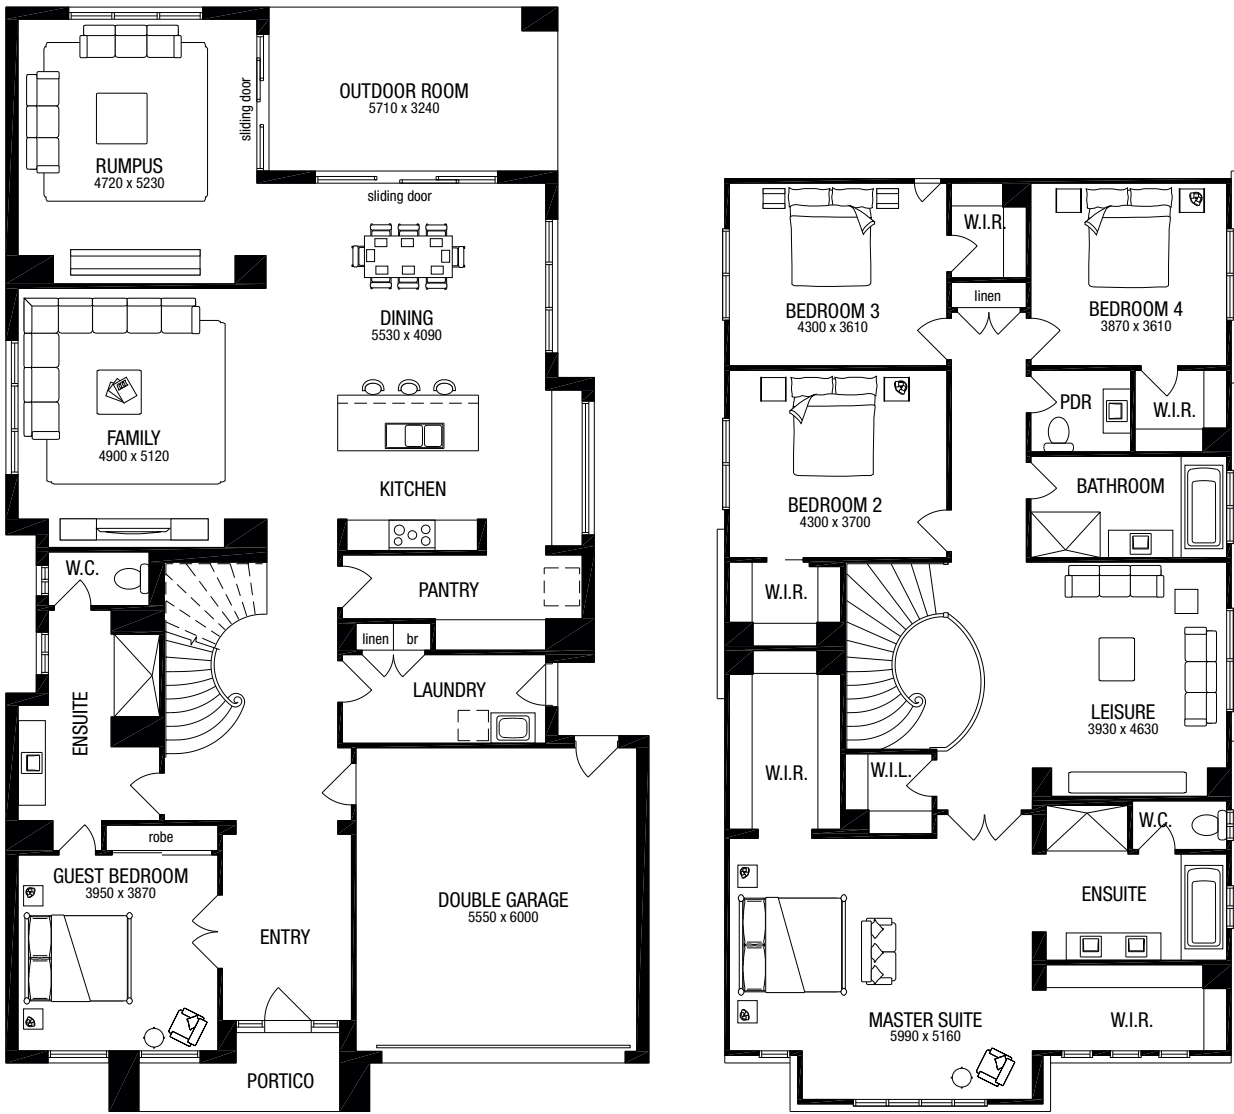 OUTDOOR ROOM
5710 x 3240
sliding door
RUMPUS
4720 x 5230
sliding door
DINING
5530 x 4090
FAMILY
4900 x 5120
KITCHEN
W.C.
PANTRY
linen
br
LAUNDRY
ENSUITE
robe
GUEST BEDROOM
3950 x 3870
DOUBLE GARAGE
5550 x 6000
ENTRY
PORTICO
W.I.R.
BEDROOM 3
4300 x 3610
linen
BEDROOM 4
3870 x 3610
PDR
W.I.R.
BEDROOM 2
4300 x 3700
BATHROOM
W.I.R.
LEISURE
3930 x 4630
W.I.R.
W.I.L.
W.C.
ENSUITE
MASTER SUITE
5990 x 5160
W.I.R.